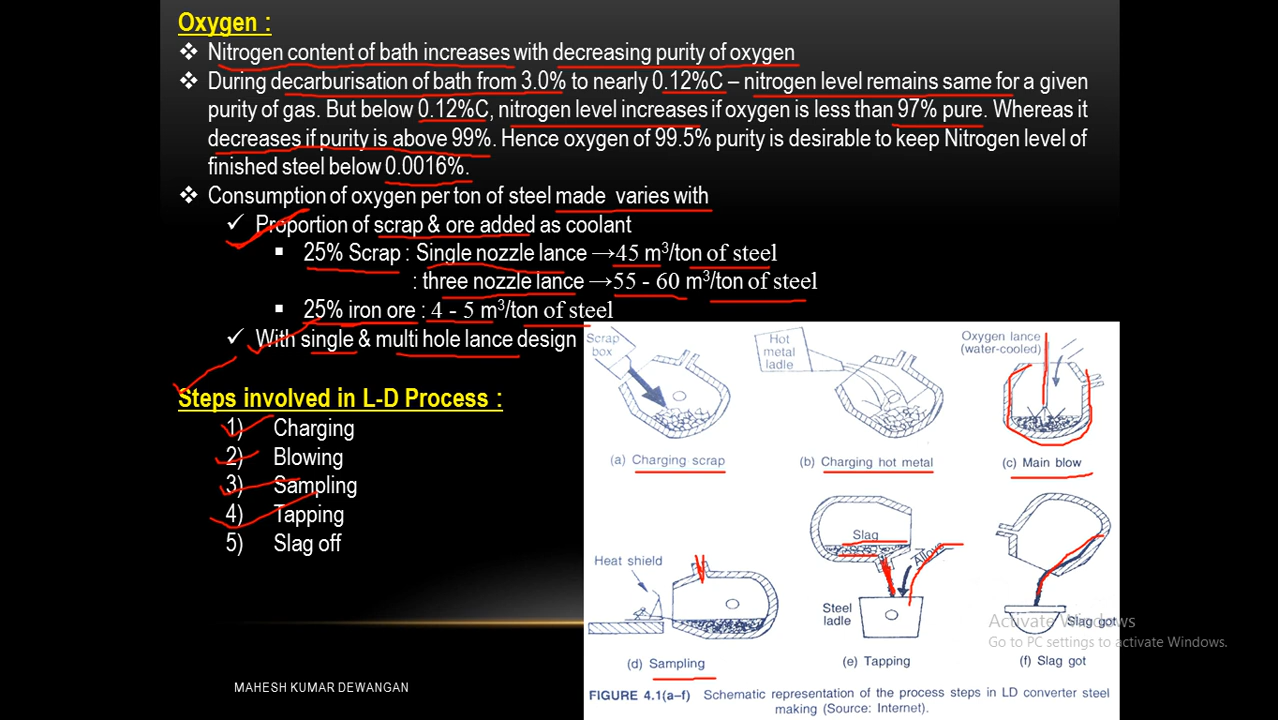 Oxygen :
❖ Nitrogen content of bath increases with decreasing purity of oxygen
❖ During decarburisation of bath from 3.0% to nearly 0.12%C – nitrogen level remains same for a given
purity of gas. But below 0.12%C, nitrogen level increases if oxygen is less than 97% pure. Whereas it
decreases if purity is above 99%. Hence oxygen of 99.5% purity is desirable to keep Nitrogen level of
finished steel below 0.0016%.
❖ Consumption of oxygen per ton of steel made varies with
✓ Proportion of scrap & ore added as coolant
▪ 25% Scrap : Single nozzle lance →45 m³/ton of steel
: three nozzle lance →55 - 60 m³/ton of steel
▪ 25% iron ore : 4 - 5 m³/ton of steel
✓ With single & multi hole lance design
Steps involved in L-D Process :
1) Charging
2) Blowing
3) Sampling
4) Tapping
5) Slag off
Scrap
box
Hot
metal
ladle
Oxygen lance
(water-cooled)
(a) Charging scrap
(b) Charging hot metal
(c) Main blow
Heat shield
Slag
Alloys
Steel
ladle
Slag got
(d) Sampling
(e) Tapping
(f) Slag got
FIGURE 4.1(a–f) Schematic representation of the process steps in LD converter steel
making (Source: Internet).
Activate Windows
Go to PC settings to activate Windows.
MAHESH KUMAR DEWANGAN